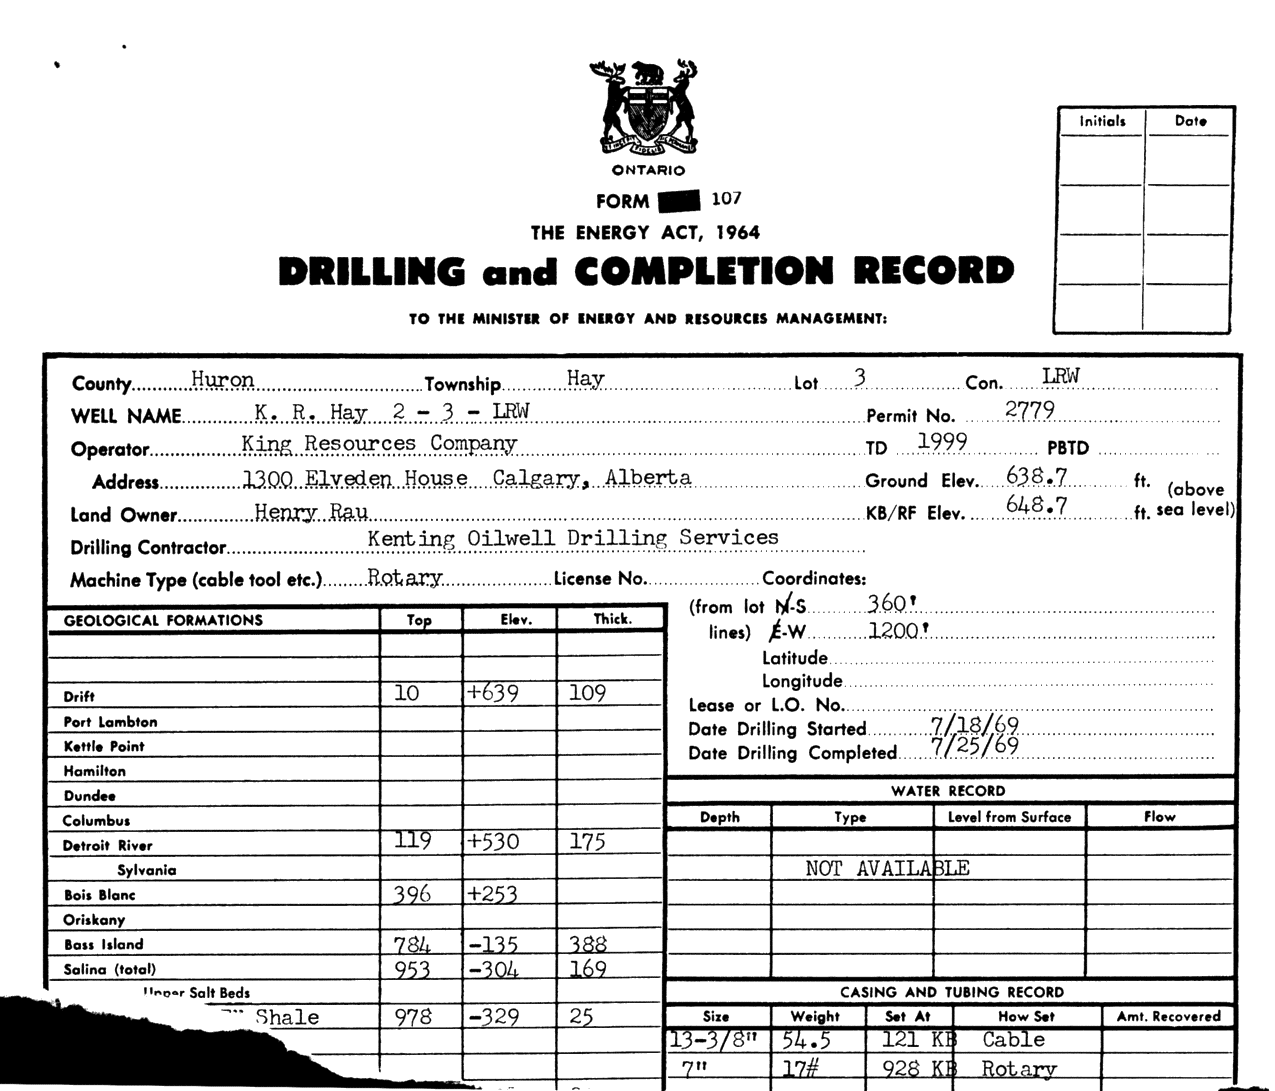 ONTARIO
FORM 107
THE ENERGY ACT, 1964
DRILLING and COMPLETION RECORD
TO THE MINISTER OF ENERGY AND RESOURCES MANAGEMENT:
Initials Date
County Huron Township Hay Lot 3 Con. LRW
WELL NAME K. R. Hay 2 - 3 - LRW Permit No. 2779
Operator King Resources Company TD 1999 PBTD
Address 1300 Elveden House Calgary, Alberta Ground Elev. 638.7 ft. (above
Land Owner Henry Rau KB/RF Elev. 648.7 ft. sea level)
Drilling Contractor Kenting Oilwell Drilling Services
Machine Type (cable tool etc.) Rotary License No. Coordinates:
(from lot N-S 360'
lines) E-W 1200'
Latitude
Longitude
Lease or L.O. No.
Date Drilling Started 7/18/69
Date Drilling Completed 7/25/69
GEOLOGICAL FORMATIONS Top Elev. Thick.
Drift 10 +639 109
Port Lambton
Kettle Point
Hamilton
Dundee
Columbus
Detroit River 119 +530 175
Sylvania
Bois Blanc 396 +253
Oriskany
Bass Island 784 -135 388
Salina (total) 953 -304 169
Upper Salt Beds
Shale 978 -329 25
WATER RECORD
Depth Type Level from Surface Flow
NOT AVAILABLE
CASING AND TUBING RECORD
Size Weight Set At How Set Amt. Recovered
13-3/8" 54.5 121 KB Cable
7" 17# 928 KB Rotary